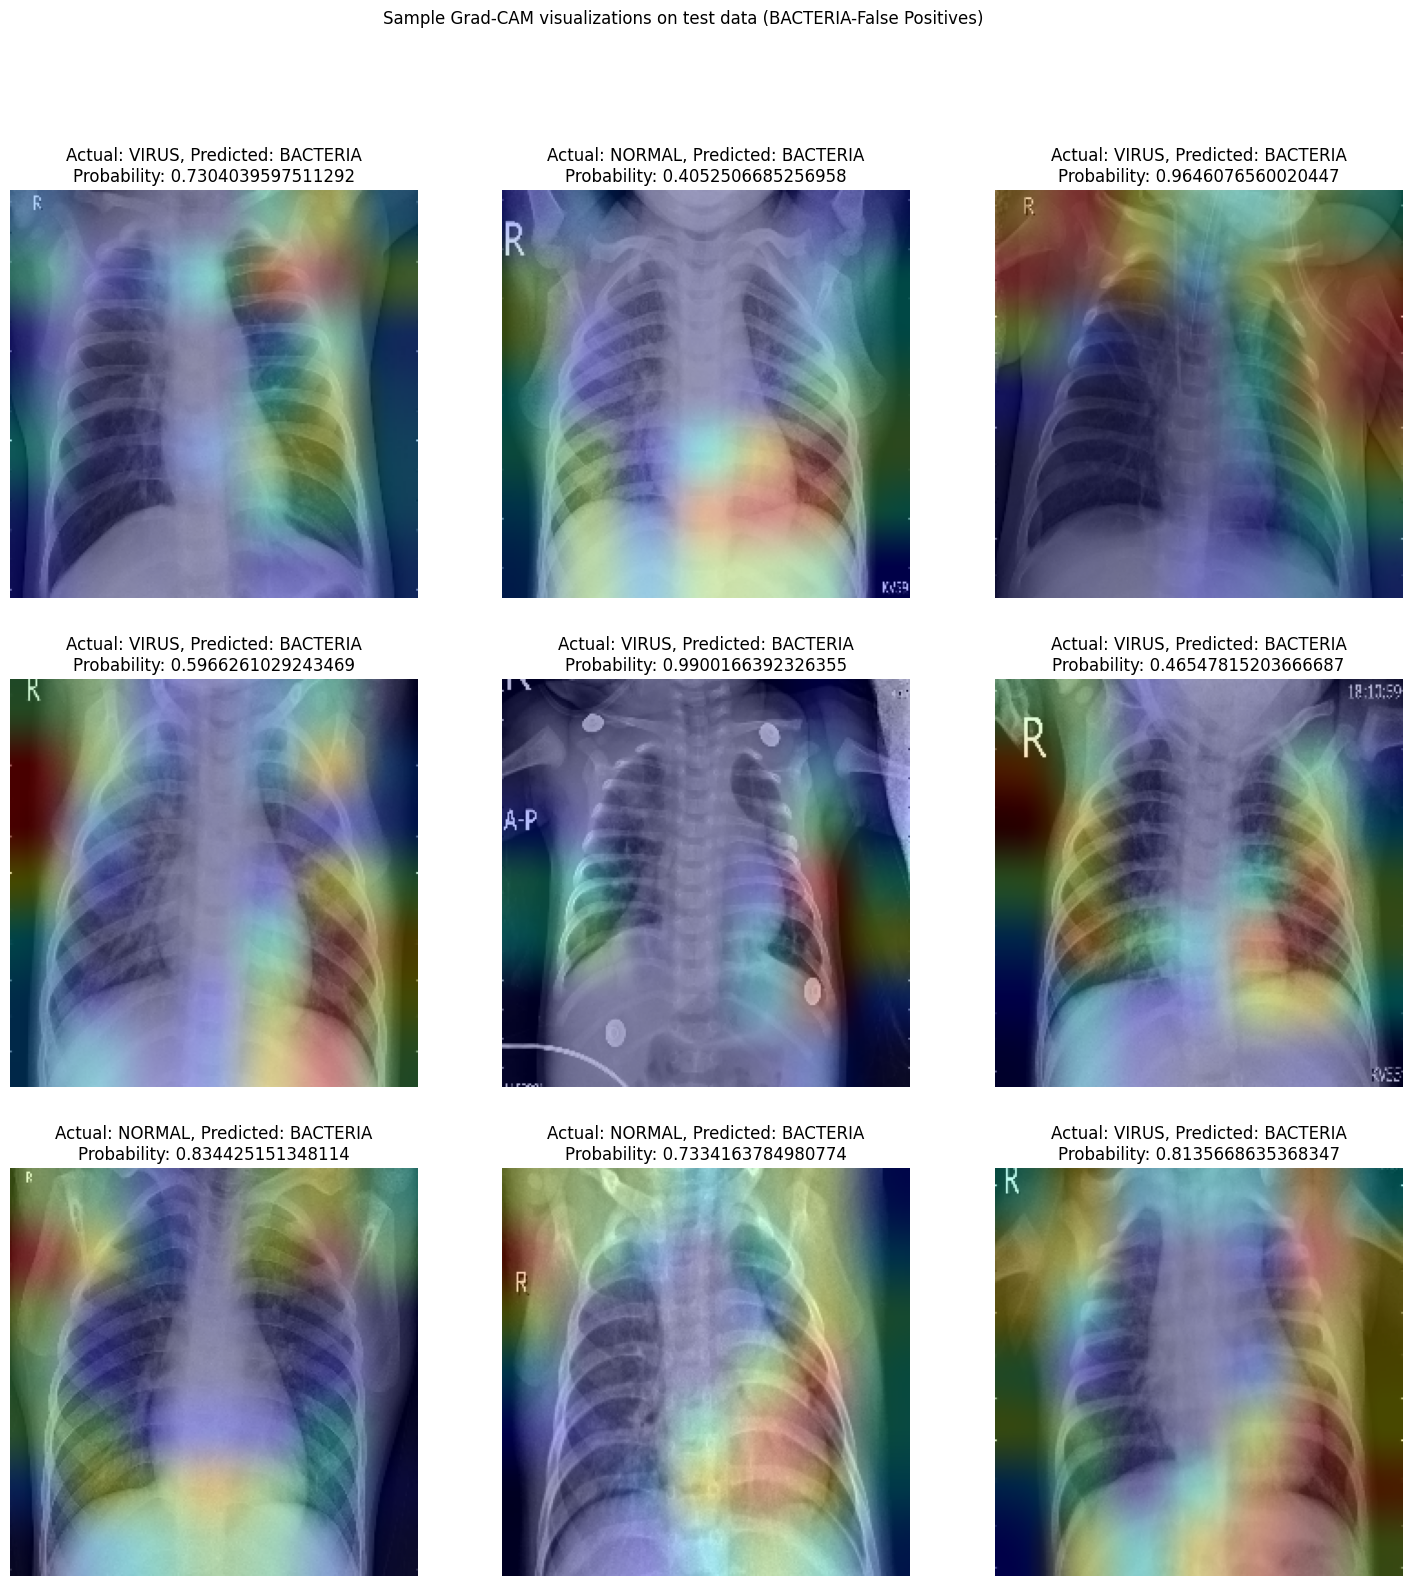 Sample Grad-CAM visualizations on test data (BACTERIA-False Positives)
Actual: VIRUS, Predicted: BACTERIA
Probability: 0.7304039597511292
R
Actual: NORMAL, Predicted: BACTERIA
Probability: 0.4052506685256958
R
Actual: VIRUS, Predicted: BACTERIA
Probability: 0.9646076560020447
R
Actual: VIRUS, Predicted: BACTERIA
Probability: 0.5966261029243469
R
Actual: VIRUS, Predicted: BACTERIA
Probability: 0.9900166392326355
R
A-P
Actual: VIRUS, Predicted: BACTERIA
Probability: 0.46547815203666687
18:13:59
R
Actual: NORMAL, Predicted: BACTERIA
Probability: 0.834425151348114
R
Actual: NORMAL, Predicted: BACTERIA
Probability: 0.7334163784980774
R
Actual: VIRUS, Predicted: BACTERIA
Probability: 0.8135668635368347
R